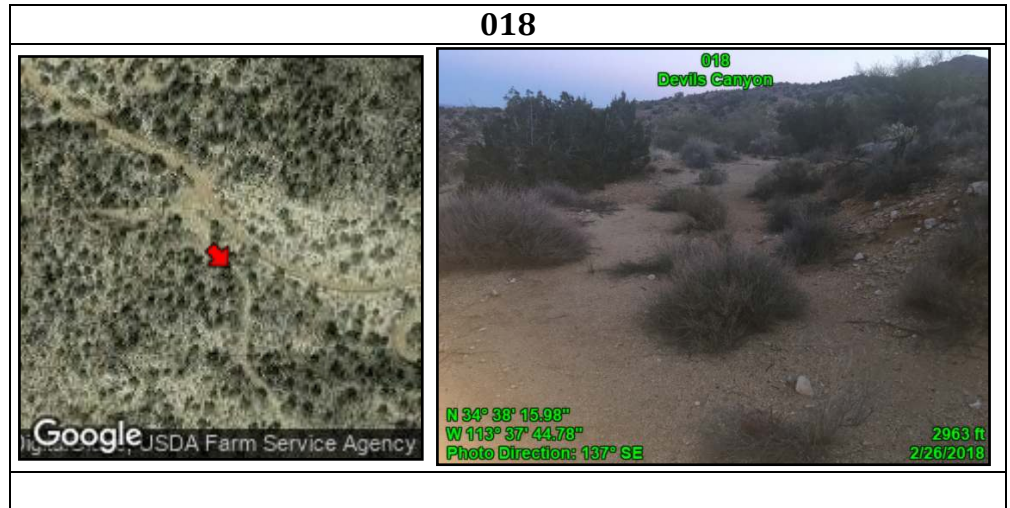 018
018
Devils Canyon
N 34° 38' 15.98"
W 113° 37' 44.78"
Photo Direction: 137° SE
2963 ft
2/26/2018
Google
USDA Farm Service Agency